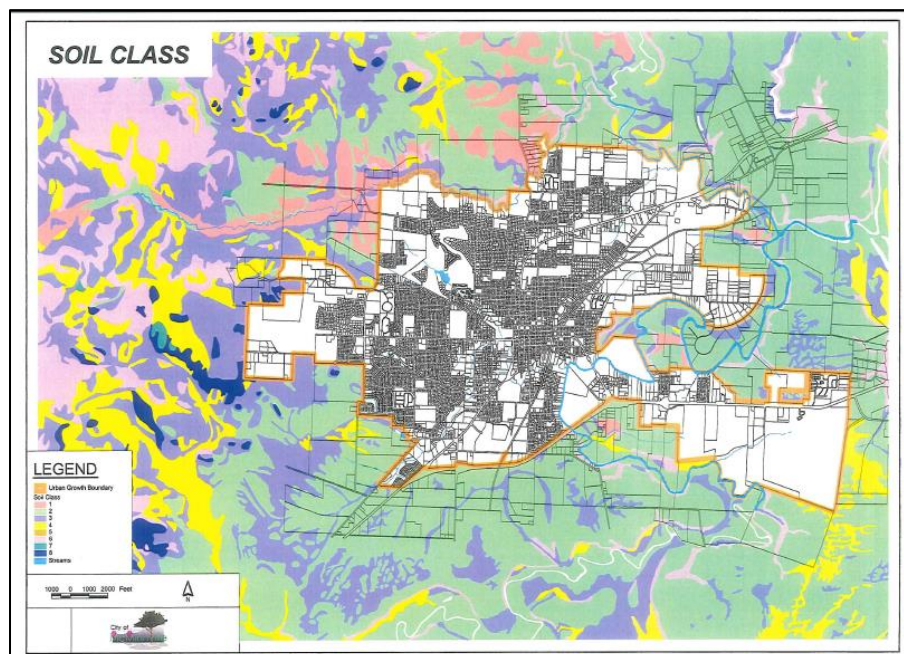 SOIL CLASS
LEGEND
Urban Growth Boundary
Soil Class
1
2
3
4
5
6
7
8
Streams
1000 0 1000 2000 Feet
N
City of